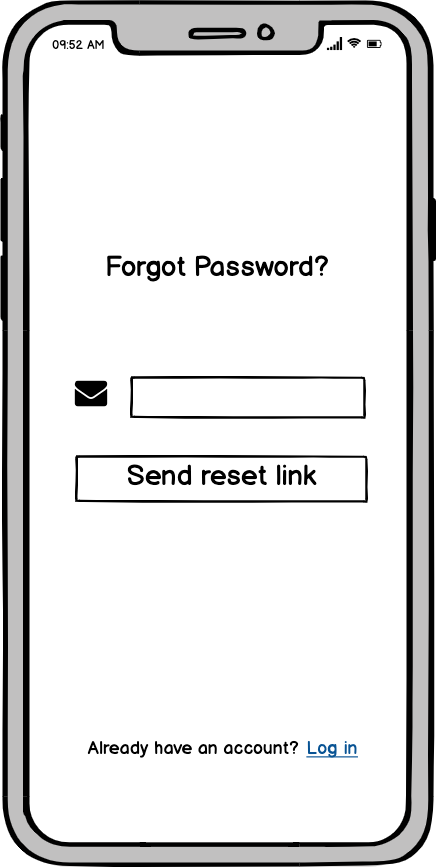 09:52 AM
Forgot Password?
Send reset link
Already have an account? Log in